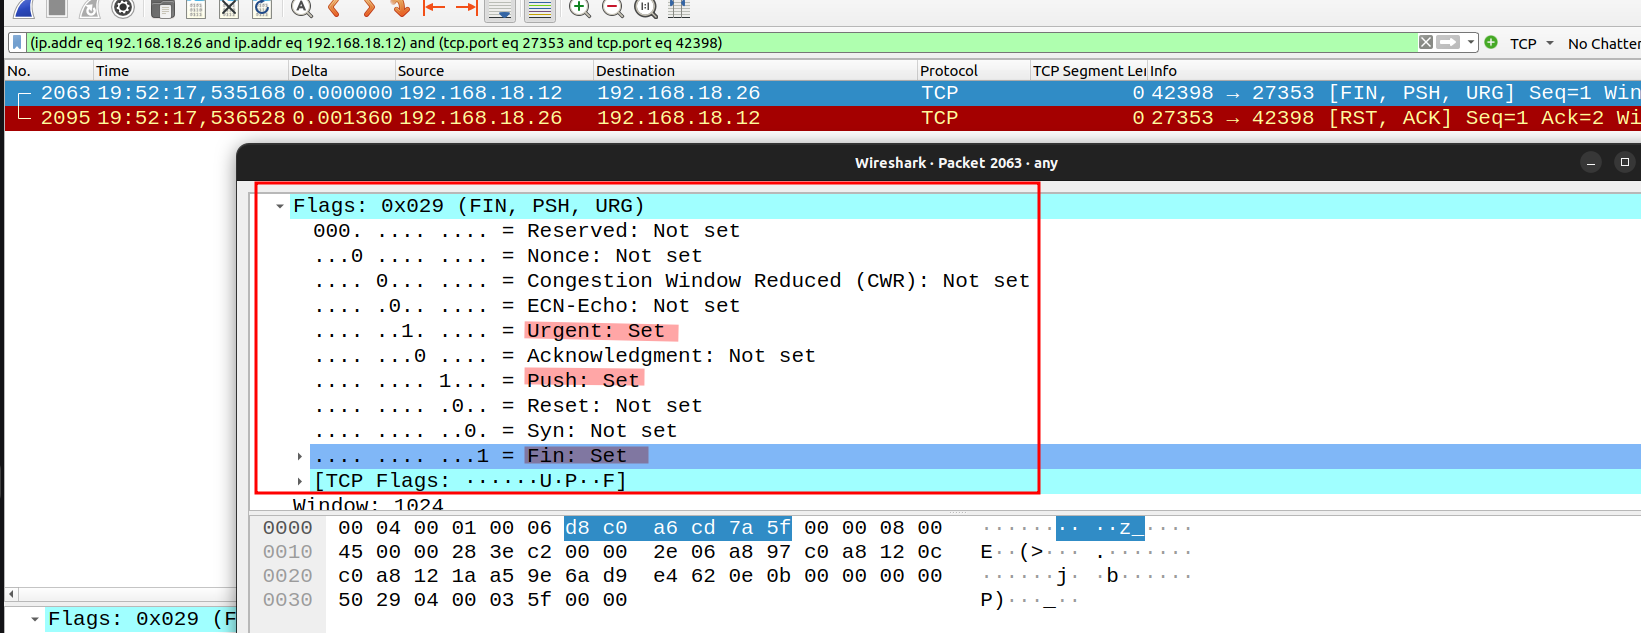 (ip.addr eq 192.168.18.26 and ip.addr eq 192.168.18.12) and (tcp.port eq 27353 and tcp.port eq 42398)
TCP
No Chatter
No. Time Delta Source Destination Protocol TCP Segment Len Info
2063 19:52:17,535168 0.000000 192.168.18.12 192.168.18.26 TCP 0 42398 → 27353 [FIN, PSH, URG] Seq=1 Win
2095 19:52:17,536528 0.001360 192.168.18.26 192.168.18.12 TCP 0 27353 → 42398 [RST, ACK] Seq=1 Ack=2 Wi
Wireshark · Packet 2063 · any
Flags: 0x029 (FIN, PSH, URG)
000. .... .... = Reserved: Not set
...0 .... .... = Nonce: Not set
.... 0... .... = Congestion Window Reduced (CWR): Not set
.... .0.. .... = ECN-Echo: Not set
.... ..1. .... = Urgent: Set
.... ...0 .... = Acknowledgment: Not set
.... .... 1... = Push: Set
.... .... .0.. = Reset: Not set
.... .... ..0. = Syn: Not set
.... .... ...1 = Fin: Set
[TCP Flags: ······U·P··F]
Window: 1024
0000 00 04 00 01 00 06 d8 c0 a6 cd 7a 5f 00 00 08 00 ········ ··z_····
0010 45 00 00 28 3e c2 00 00 2e 06 a8 97 c0 a8 12 0c E··(>··· .·······
0020 c0 a8 12 1a a5 9e 6a d9 e4 62 0e 0b 00 00 00 00 ······j· ·b······
0030 50 29 04 00 03 5f 00 00 P)···_··
Flags: 0x029 (F